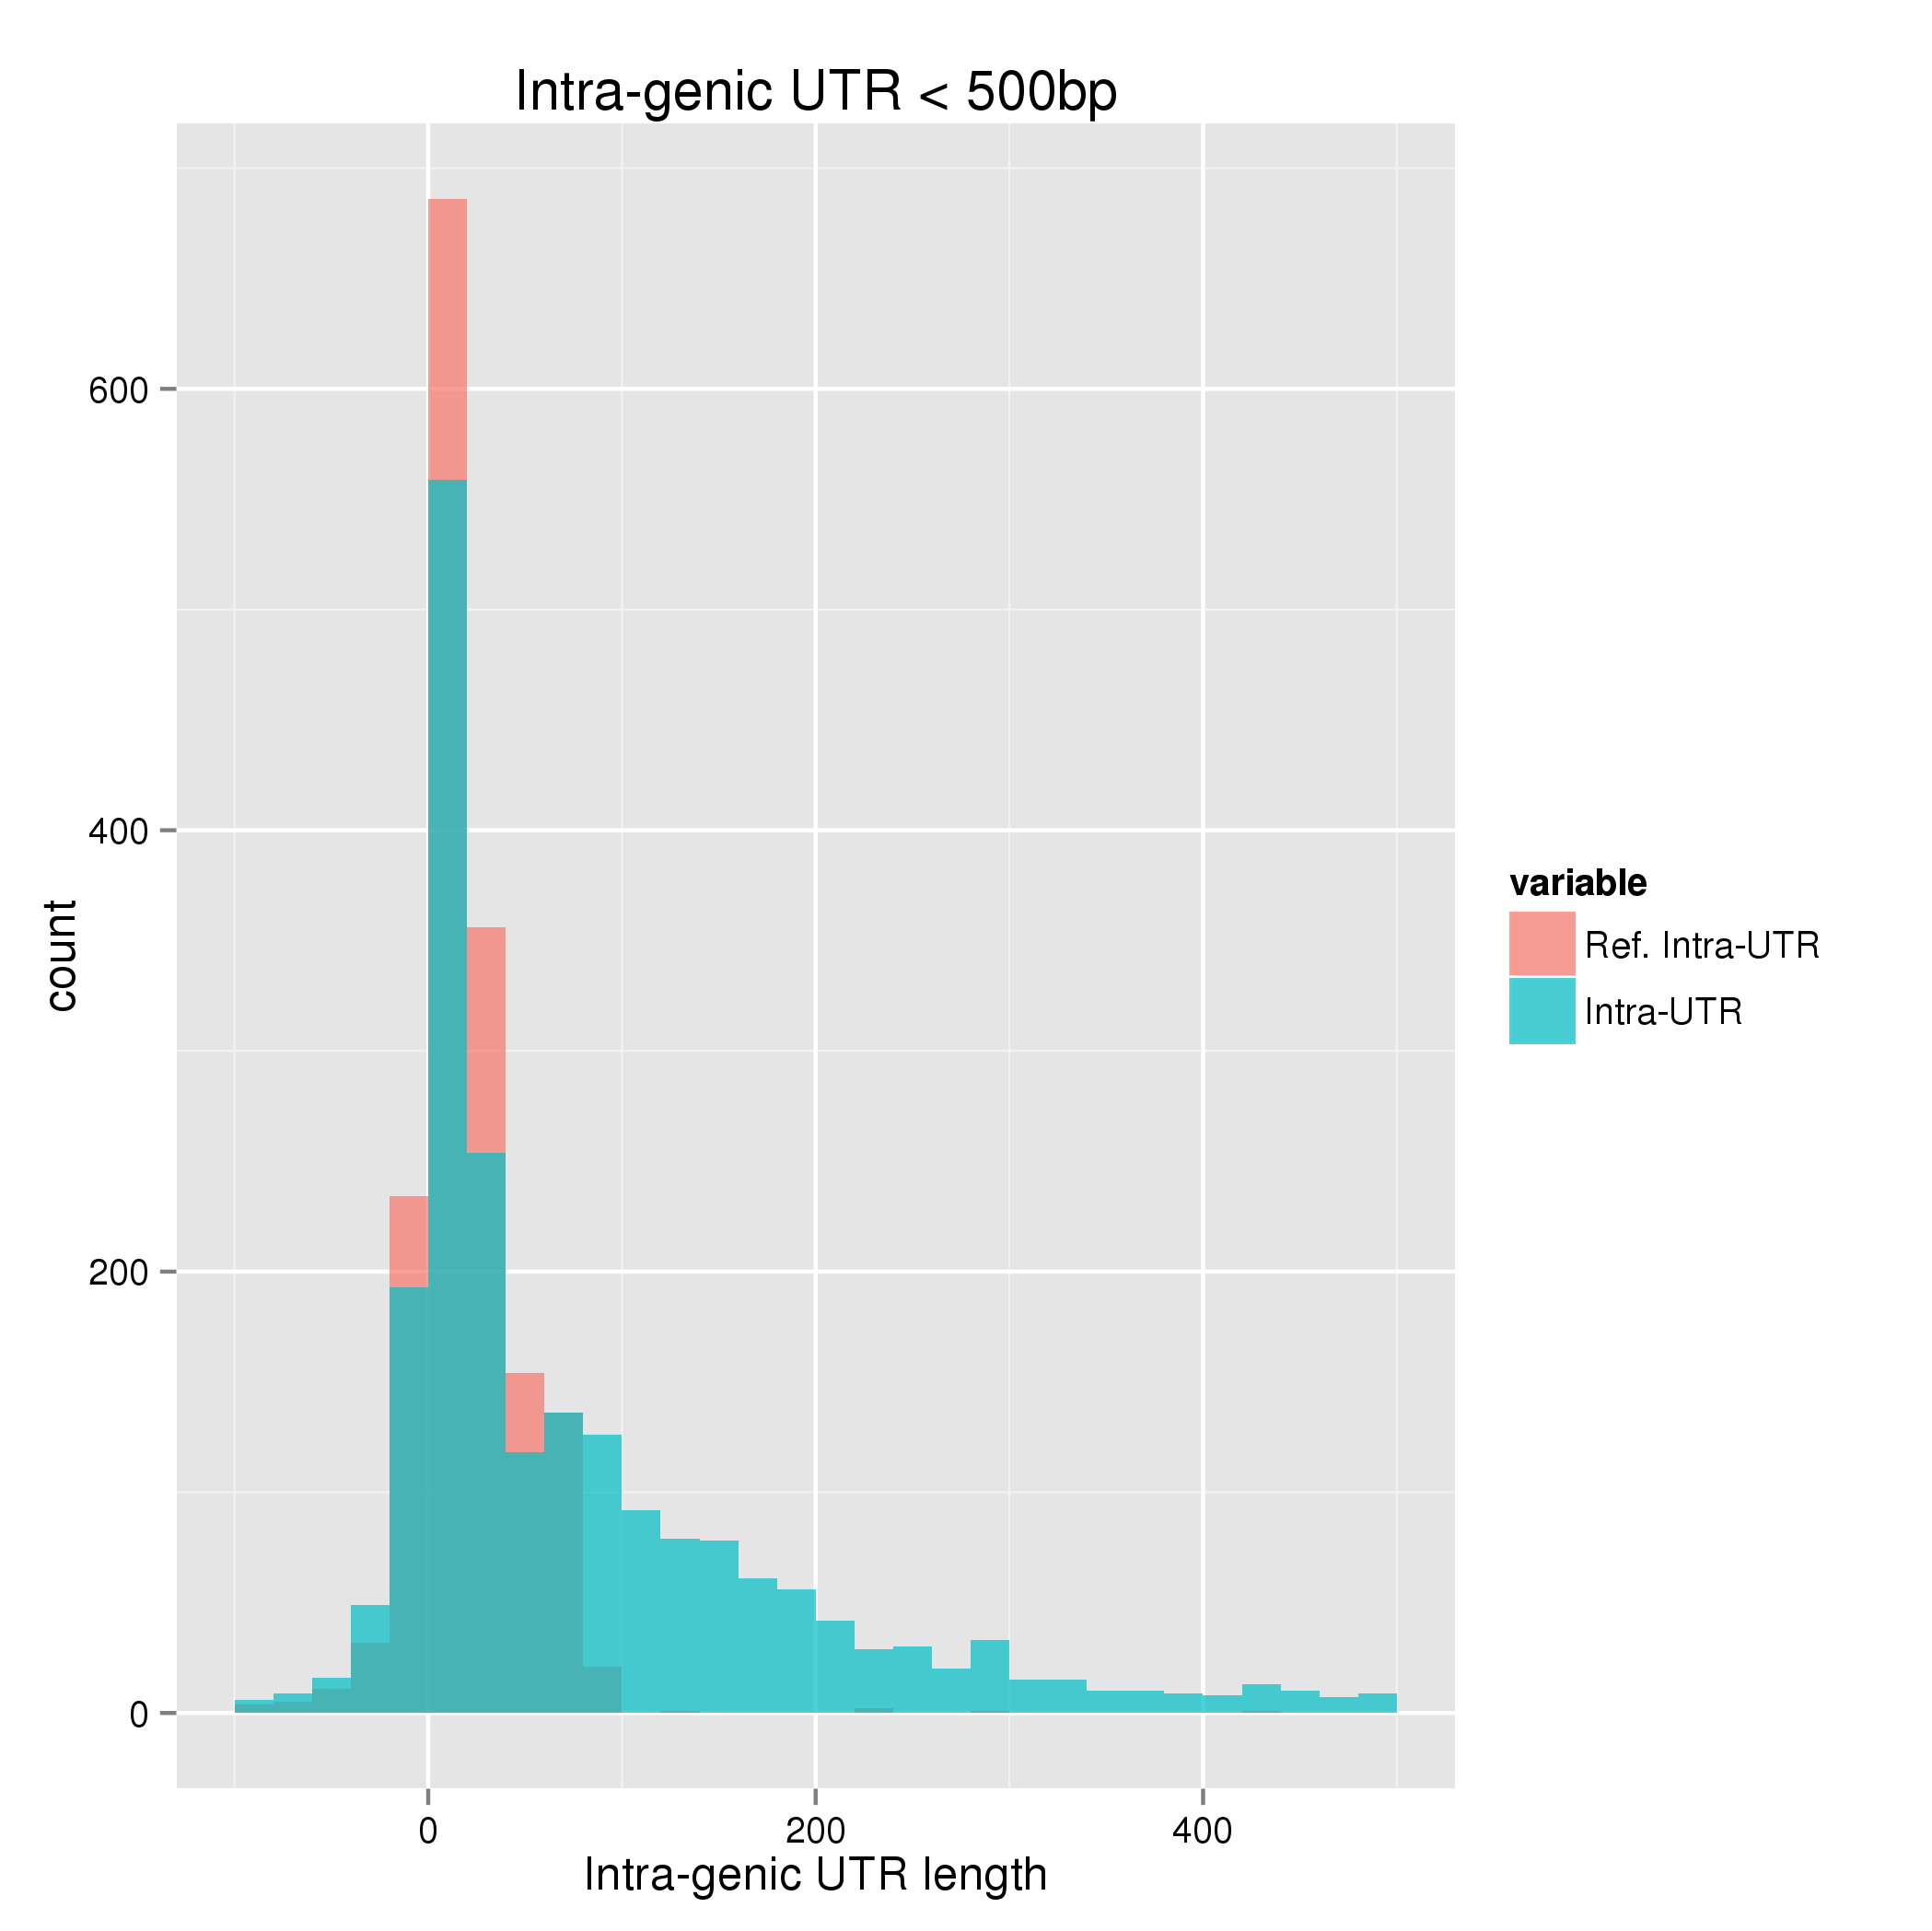 Intra-genic UTR < 500bp
600
400
200
0
count
0 200 400
Intra-genic UTR length
variable
Ref. Intra-UTR
Intra-UTR